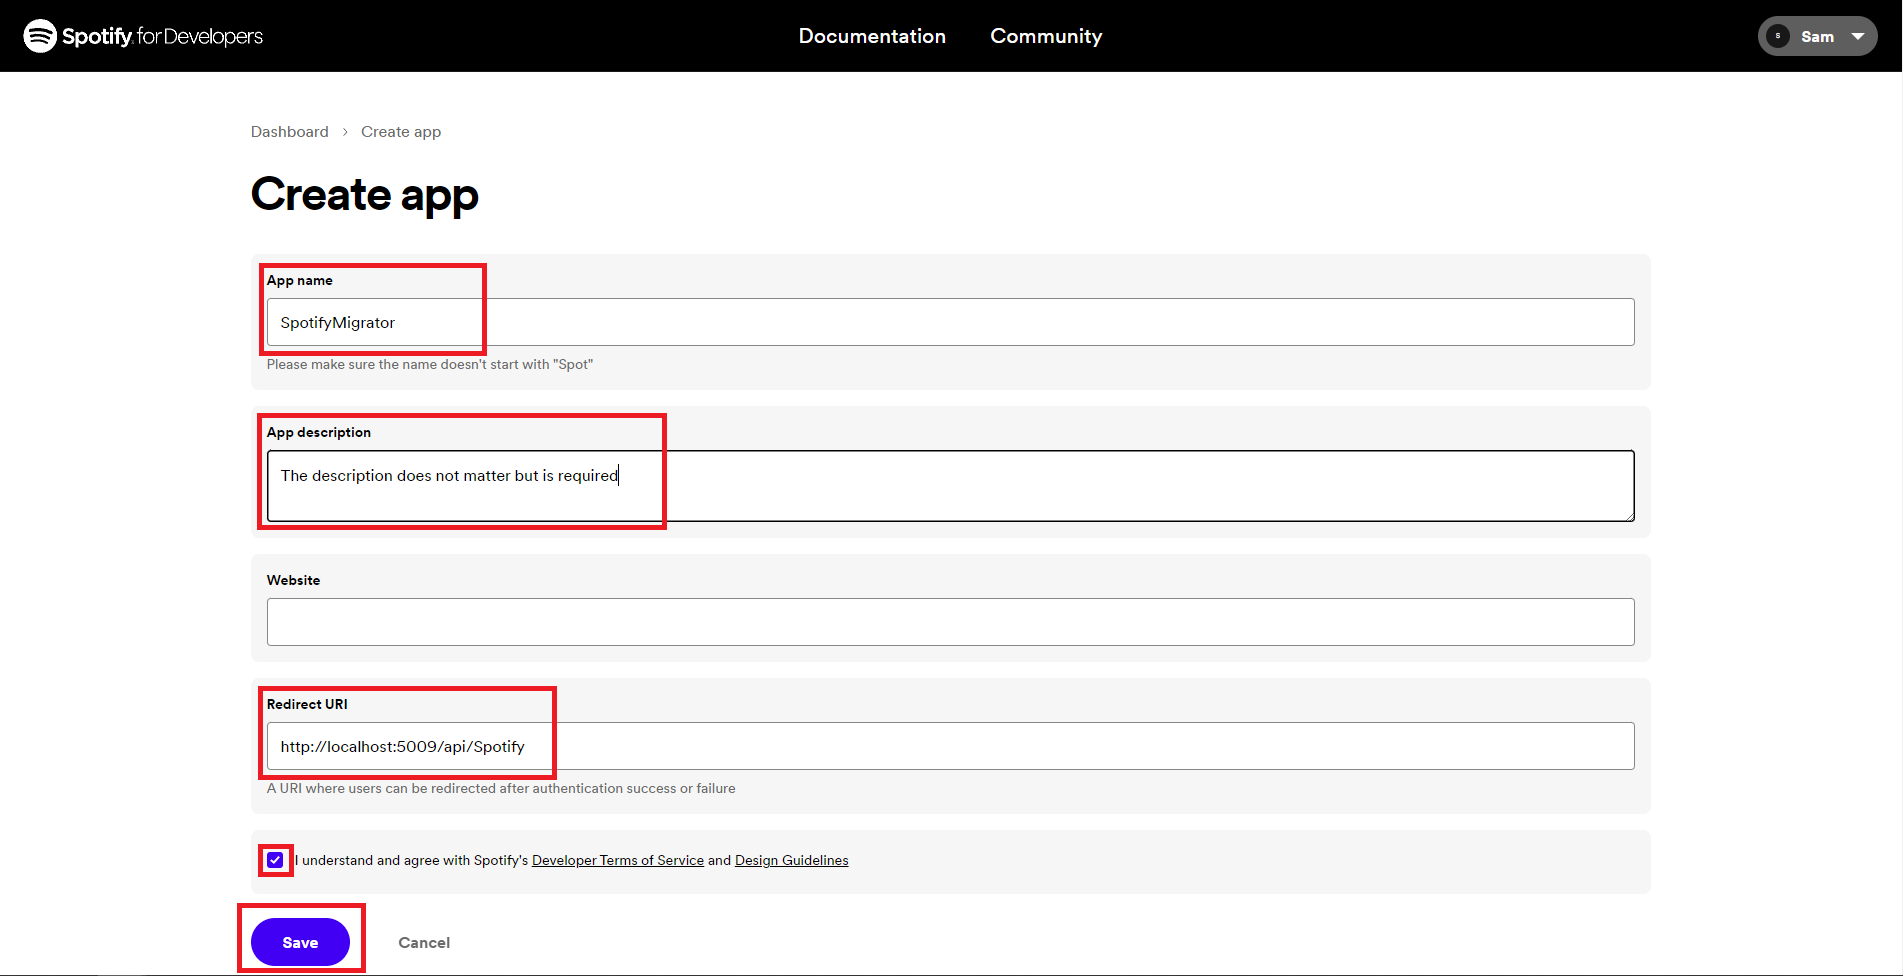 Spotify for Developers
Documentation
Community
S
Sam
Dashboard > Create app
Create app
App name
SpotifyMigrator
Please make sure the name doesn't start with "Spot"
App description
The description does not matter but is required
Website
Redirect URI
http://localhost:5009/api/Spotify
A URI where users can be redirected after authentication success or failure
I understand and agree with Spotify's Developer Terms of Service and Design Guidelines
Save
Cancel